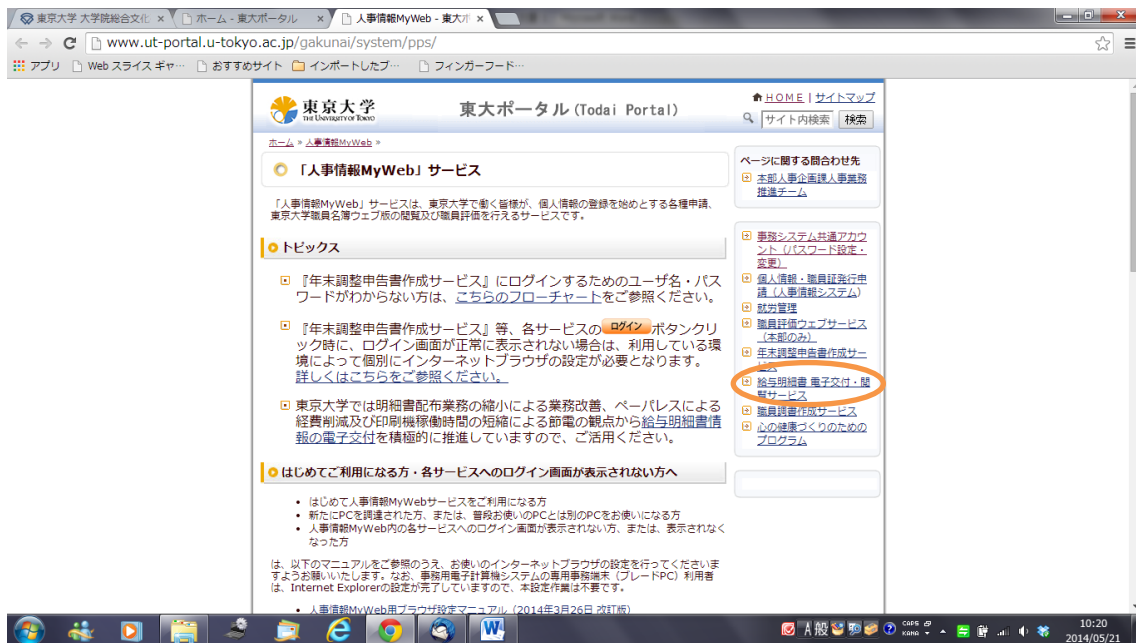 東京大学 大学院総合文化
ホーム - 東大ポータル
人事情報MyWeb - 東大ポ
www.ut-portal.u-tokyo.ac.jp/gakunai/system/pps/
アプリ Web スライス ギャ… おすすめサイト インポートしたブ… フィンガーフード…
東京大学
THE UNIVERSITY OF TOKYO
東大ポータル (Todai Portal)
HOME | サイトマップ
サイト内検索 検索
ホーム » 人事情報MyWeb »
「人事情報MyWeb」サービス
「人事情報MyWeb」サービスは、東京大学で働く皆様が、個人情報の登録を始めとする各種申請、
東京大学職員名簿ウェブ版の閲覧及び職員評価を行えるサービスです。
トピックス
『年末調整申告書作成サービス』にログインするためのユーザ名・パス
ワードがわからない方は、こちらのフローチャートをご参照ください。
『年末調整申告書作成サービス』等、各サービスの ログイン ボタンクリ
ック時に、ログイン画面が正常に表示されない場合は、利用している環
境によって個別にインターネットブラウザの設定が必要となります。
詳しくはこちらをご参照ください。
東京大学では明細書配布業務の縮小による業務改善、ペーパレスによる
経費削減及び印刷機稼働時間の短縮による節電の観点から給与明細書情
報の電子交付を積極的に推進していますので、ご活用ください。
はじめてご利用になる方・各サービスへのログイン画面が表示されない方へ
• はじめて人事情報MyWebサービスをご利用になる方
• 新たにPCを調達された方、または、普段お使いのPCとは別のPCをお使いになる方
• 人事情報MyWeb内の各サービスへのログイン画面が表示されない方、または、表示されなく
なった方
は、以下のマニュアルをご参照のうえ、お使いのインターネットブラウザの設定を行ってくださいま
すようお願いいたします。なお、事務用電子計算機システムの専用事務端末（ブレードPC）利用者
は、Internet Explorerの設定が完了していますので、本設定作業は不要です。
• 人事情報MyWeb用ブラウザ設定マニュアル（2014年3月26日 改訂版）
ページに関する問合わせ先
本部人事企画課人事業務
推進チーム
事務システム共通アカウ
ント（パスワード設定・
変更）
個人情報・職員証発行申
請（人事情報システム）
就労管理
職員評価ウェブサービス
（本部のみ）
年末調整申告書作成サー
ビス
給与明細書 電子交付・閲
覧サービス
職員調書作成サービス
心の健康づくりのための
プログラム
A 般 CAPS KANA
10:20
2014/05/21